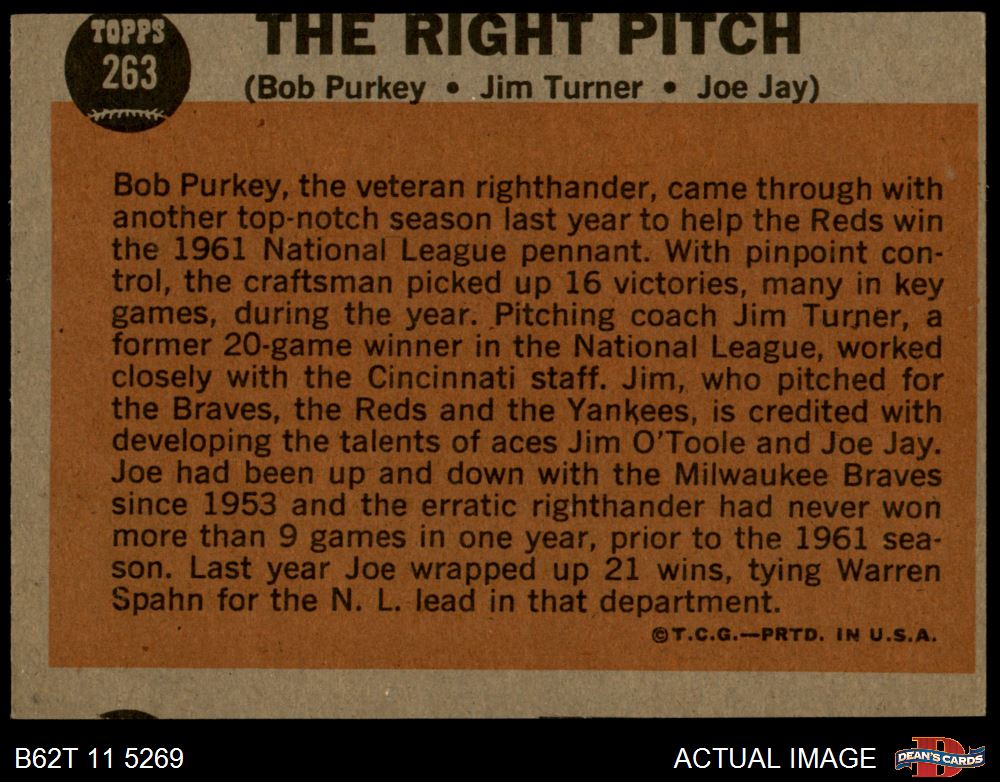 TOPPS
263
THE RIGHT PITCH
(Bob Purkey • Jim Turner • Joe Jay)
Bob Purkey, the veteran righthander, came through with
another top-notch season last year to help the Reds win
the 1961 National League pennant. With pinpoint con-
trol, the craftsman picked up 16 victories, many in key
games, during the year. Pitching coach Jim Turner, a
former 20-game winner in the National League, worked
closely with the Cincinnati staff. Jim, who pitched for
the Braves, the Reds and the Yankees, is credited with
developing the talents of aces Jim O'Toole and Joe Jay.
Joe had been up and down with the Milwaukee Braves
since 1953 and the erratic righthander had never won
more than 9 games in one year, prior to the 1961 sea-
son. Last year Joe wrapped up 21 wins, tying Warren
Spahn for the N. L. lead in that department.
©T.C.G.—PRTD. IN U.S.A.
B62T 11 5269
ACTUAL IMAGE
DEAN'S CARDS